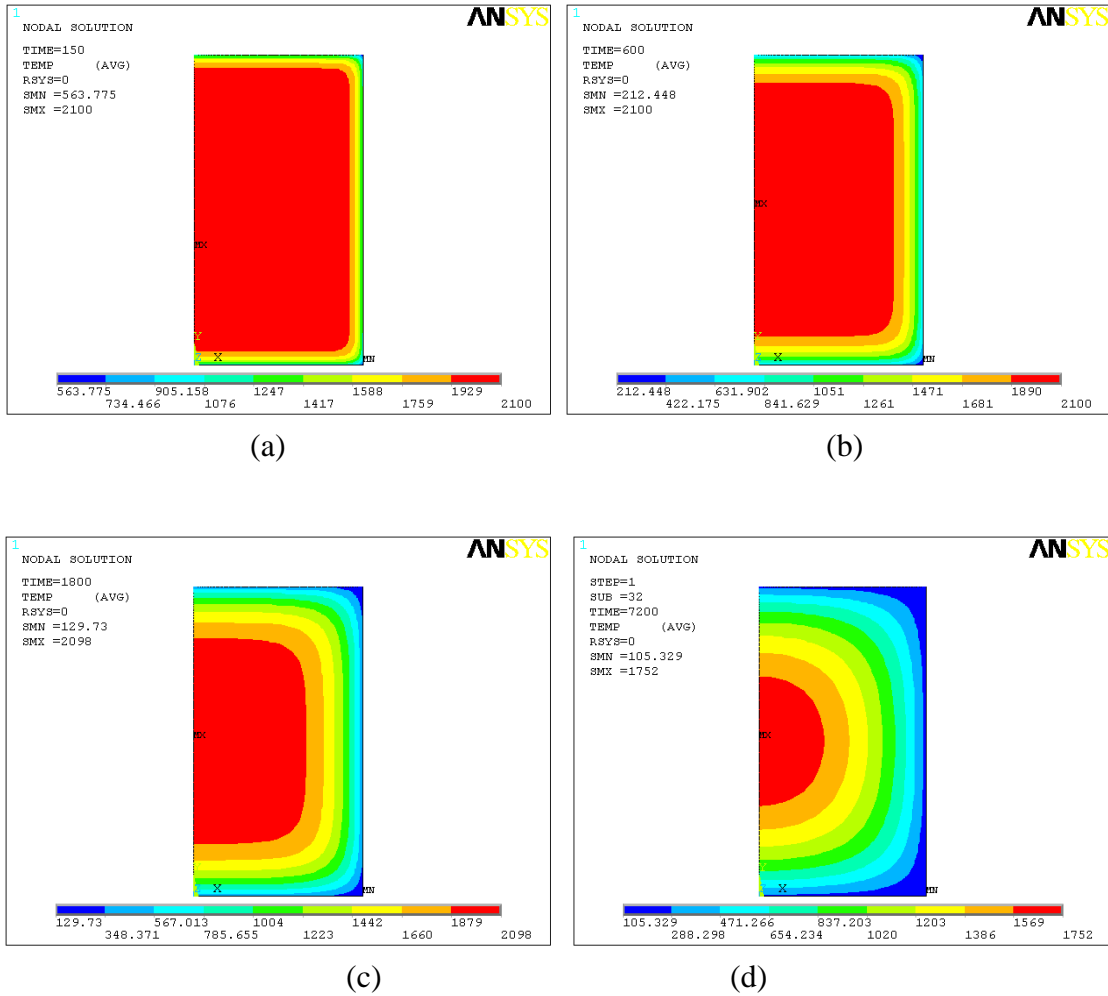 1
ANSYS
NODAL SOLUTION
TIME=150
TEMP (AVG)
RSYS=0
SMN =563.775
SMX =2100
MX
Y
Z X
MN
563.775 905.158 1247 1588 1929
734.466 1076 1417 1759 2100
(a)
1
ANSYS
NODAL SOLUTION
TIME=600
TEMP (AVG)
RSYS=0
SMN =212.448
SMX =2100
MX
Y
Z X
MN
212.448 631.902 1051 1471 1890
422.175 841.629 1261 1681 2100
(b)
1
ANSYS
NODAL SOLUTION
TIME=1800
TEMP (AVG)
RSYS=0
SMN =129.73
SMX =2098
MX
Y
Z X
MN
129.73 567.013 1004 1442 1879
348.371 785.655 1223 1660 2098
(c)
1
ANSYS
NODAL SOLUTION
STEP=1
SUB =32
TIME=7200
TEMP (AVG)
RSYS=0
SMN =105.329
SMX =1752
MX
Y
Z X
MN
105.329 471.266 837.203 1203 1569
288.298 654.234 1020 1386 1752
(d)